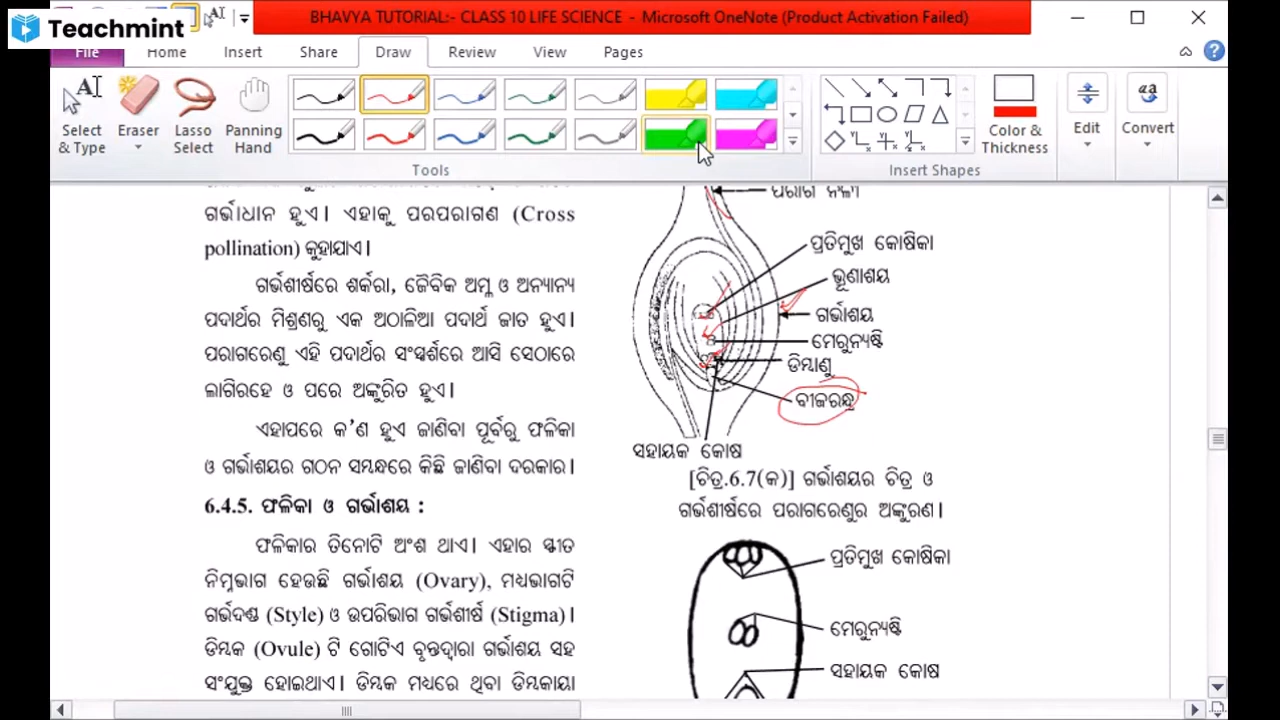 BHAVYA TUTORIAL:- CLASS 10 LIFE SCIENCE - Microsoft OneNote (Product Activation Failed)
Teachmint
File Home Insert Share Draw Review View Pages
Select & Type
Eraser
Lasso Select
Panning Hand
Color & Thickness
Edit
Convert
Tools
Insert Shapes
ଗର୍ଭାଧାନ ହୁଏ। ଏହାକୁ ପରପରାଗଣ (Cross
pollination) କୁହାଯାଏ।
ଗର୍ଭଶୀର୍ଷରେ ଶର୍କରା, ଜୈବିକ ଅମ୍ଳ ଓ ଅନ୍ୟାନ୍ୟ
ପଦାର୍ଥର ମିଶ୍ରଣରୁ ଏକ ଅଠାଳିଆ ପଦାର୍ଥ ଜାତ ହୁଏ।
ପରାଗରେଣୁ ଏହି ପଦାର୍ଥର ସଂସ୍ପର୍ଶରେ ଆସି ସେଠାରେ
ଲାଗିରହେ ଓ ପରେ ଅଙ୍କୁରିତ ହୁଏ।
ଏହାପରେ କ'ଣ ହୁଏ ଜାଣିବା ପୂର୍ବରୁ ଫଳିକା
ଓ ଗର୍ଭାଶୟର ଗଠନ ସମ୍ବନ୍ଧରେ କିଛି ଜାଣିବା ଦରକାର।
6.4.5. ଫଳିକା ଓ ଗର୍ଭାଶୟ :
ଫଳିକାର ତିନୋଟି ଅଂଶ ଥାଏ। ଏହାର ସ୍ଫୀତ
ନିମ୍ନଭାଗ ହେଉଛି ଗର୍ଭାଶୟ (Ovary), ମଧ୍ୟଭାଗଟି
ଗର୍ଭଦଣ୍ଡ (Style) ଓ ଉପରିଭାଗ ଗର୍ଭଶୀର୍ଷ (Stigma)।
ଡିମ୍ବକ (Ovule) ଟି ଗୋଟିଏ ବୃନ୍ତଦ୍ୱାରା ଗର୍ଭାଶୟ ସହ
ସଂଯୁକ୍ତ ହୋଇଥାଏ। ଡିମ୍ବକ ମଧ୍ୟରେ ଥିବା ଡିମ୍ବକାୟା
ପରାଗ ନଳୀ
ପ୍ରତିମୁଖ କୋଷିକା
ଭ୍ରୂଣାଶୟ
ଗର୍ଭାଶୟ
ମେରୁନ୍ୟଷ୍ଟି
ଡିମ୍ବାଣୁ
ବୀଜରନ୍ଧ୍ର
ସହାୟକ କୋଷ
[ଚିତ୍ର.6.7(କ)] ଗର୍ଭାଶୟର ଚିତ୍ର ଓ
ଗର୍ଭଶୀର୍ଷରେ ପରାଗରେଣୁର ଅଙ୍କୁରଣ।
ପ୍ରତିମୁଖ କୋଷିକା
ମେରୁନ୍ୟଷ୍ଟି
ସହାୟକ କୋଷ